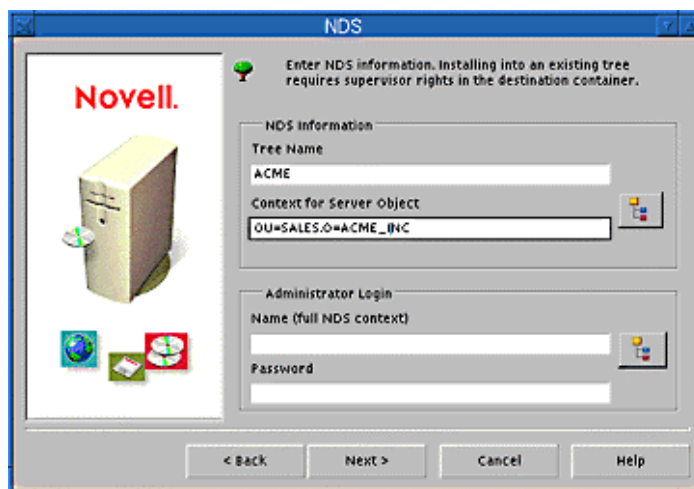 NDS
Novell.
Enter NDS information. Installing into an existing tree
requires supervisor rights in the destination container.
NDS Information
Tree Name
ACME
Context for Server Object
OU=SALES.O=ACME_INC
Administrator Login
Name (full NDS context)
Password
< Back
Next >
Cancel
Help